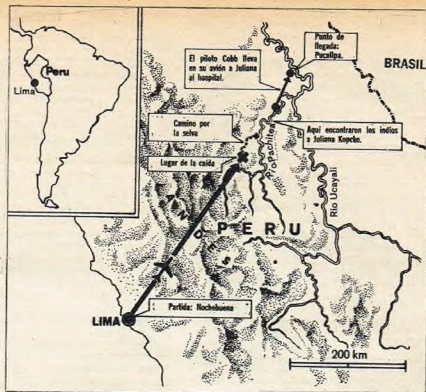 Peru
Lima
Punto de
llegada:
Pucallpa.
El piloto Cobb lleva
en su avión a Juliana
al hospital.
BRASIL
Camino por
la selva
Aquí encontraron los indios
a Juliana Kopcke.
Lugar de la caída
Río Pachitea
Río Ucayali
ANDES
PERU
Partida: Nochebuena
LIMA
200 km